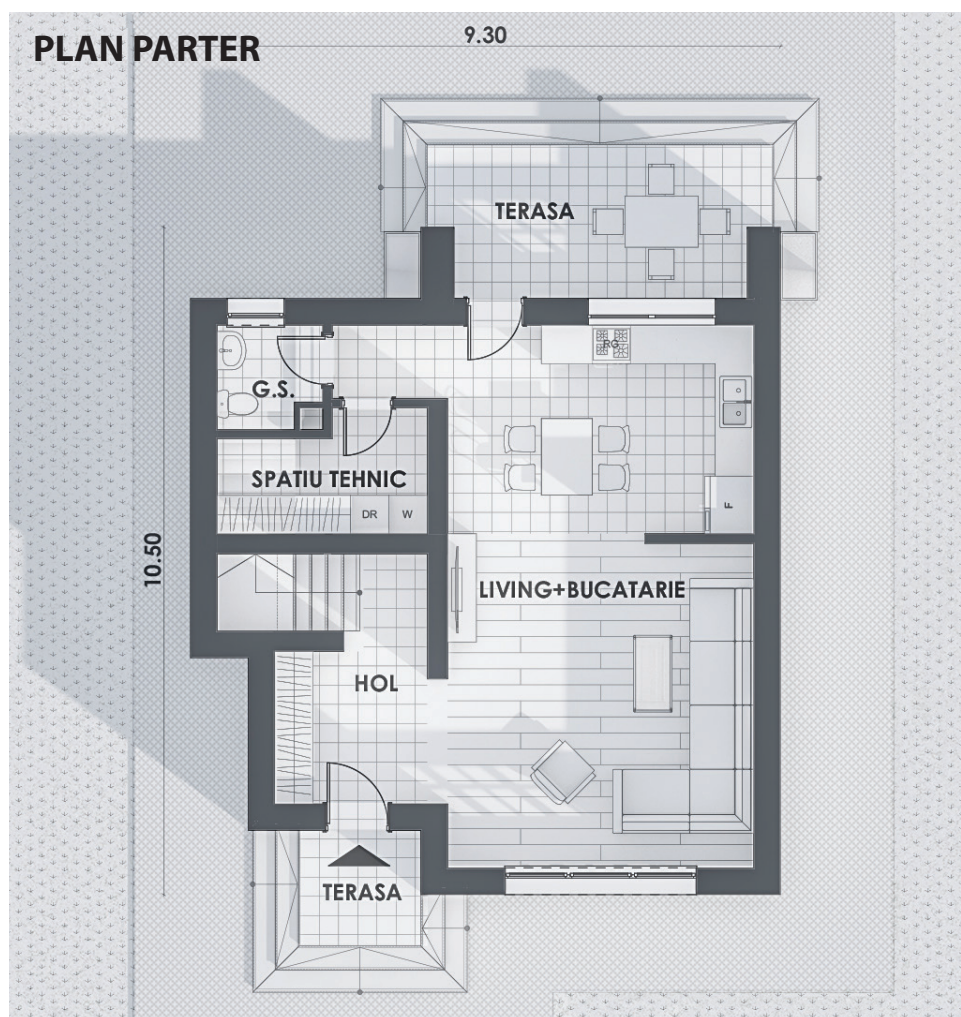 9.30
PLAN PARTER
TERASA
RG
G.S.
SPATIU TEHNIC
DR
W
F
10.50
LIVING+BUCATARIE
HOL
TERASA